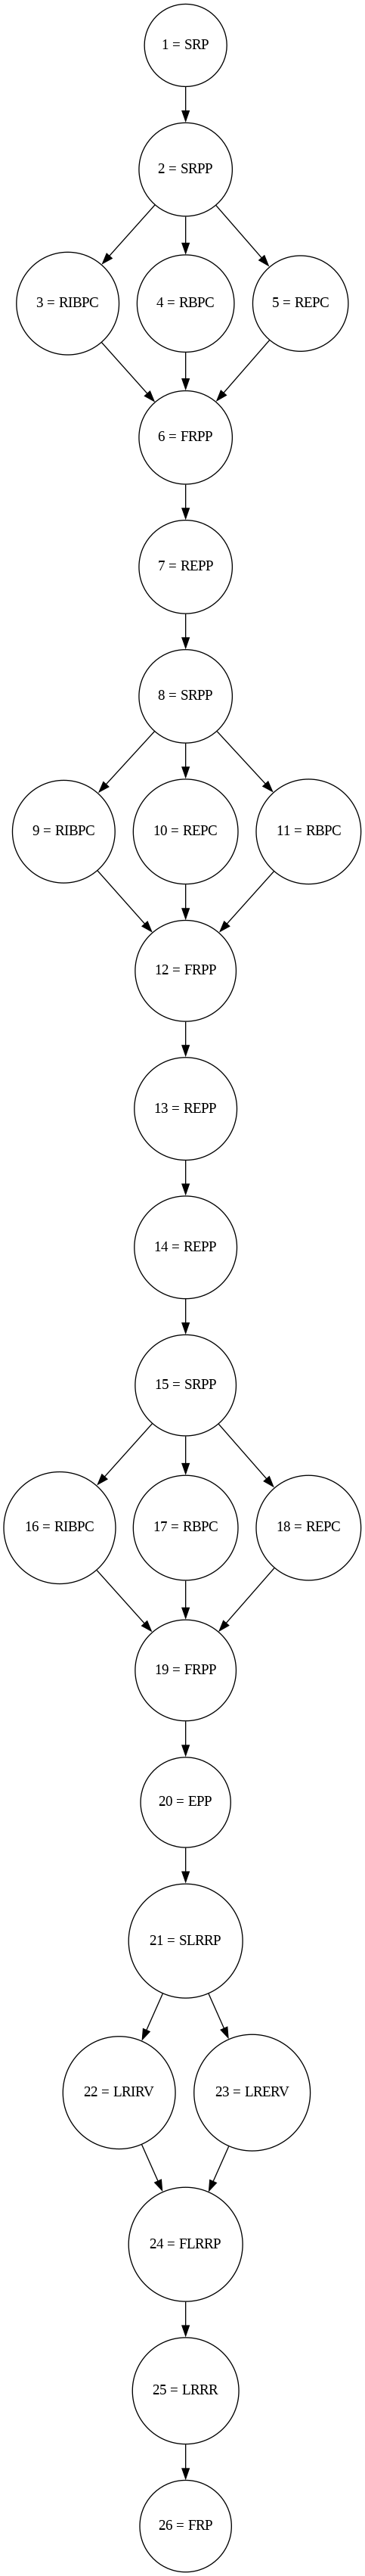 1 = SRP
2 = SRPP
3 = RIBPC
4 = RBPC
5 = REPC
6 = FRPP
7 = REPP
8 = SRPP
9 = RIBPC
10 = REPC
11 = RBPC
12 = FRPP
13 = REPP
14 = REPP
15 = SRPP
16 = RIBPC
17 = RBPC
18 = REPC
19 = FRPP
20 = EPP
21 = SLRRP
22 = LRIRV
23 = LRERV
24 = FLRRP
25 = LRRR
26 = FRP